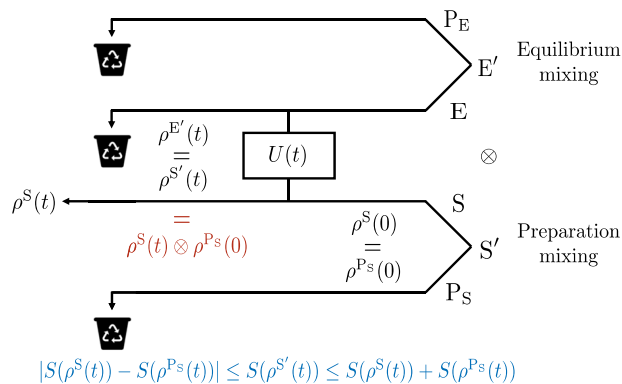 P_E
Equilibrium
mixing
E′
E
ρ^{E′}(t)
=
ρ^{S′}(t)
U(t)
⊗
ρ^S(t)
=
ρ^S(t) ⊗ ρ^{P_S}(0)
S
ρ^S(0)
=
ρ^{P_S}(0)
S′
Preparation
mixing
P_S
|S(ρ^S(t)) − S(ρ^{P_S}(t))| ≤ S(ρ^{S′}(t)) ≤ S(ρ^S(t)) + S(ρ^{P_S}(t))